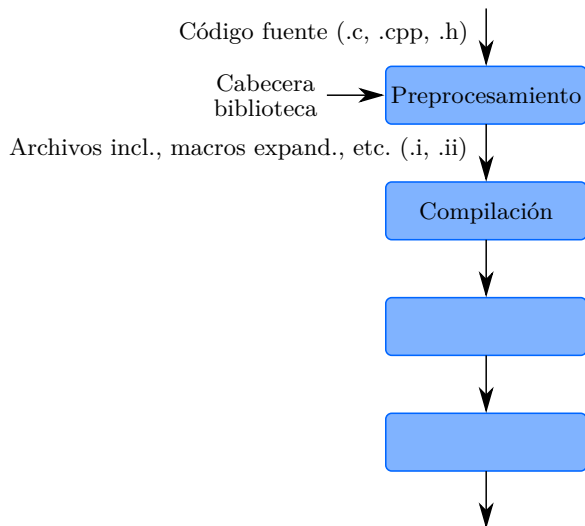 Código fuente (.c, .cpp, .h)
Cabecera
biblioteca
Preprocesamiento
Archivos incl., macros expand., etc. (.i, .ii)
Compilación